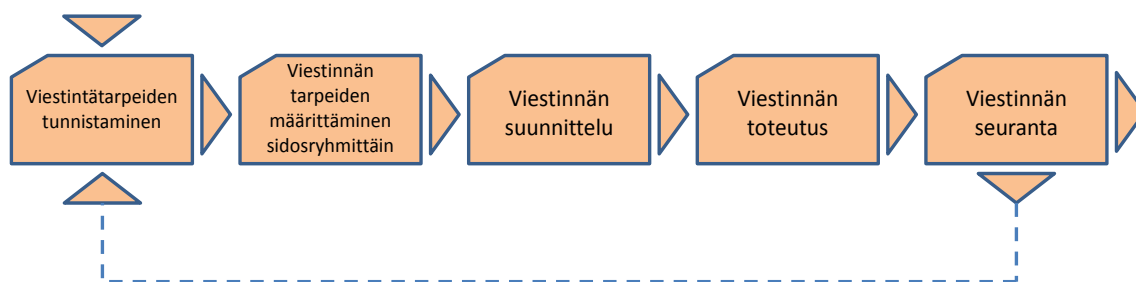 Viestintätarpeiden
tunnistaminen
Viestinnän
tarpeiden
määrittäminen
sidosryhmittäin
Viestinnän
suunnittelu
Viestinnän
toteutus
Viestinnän
seuranta